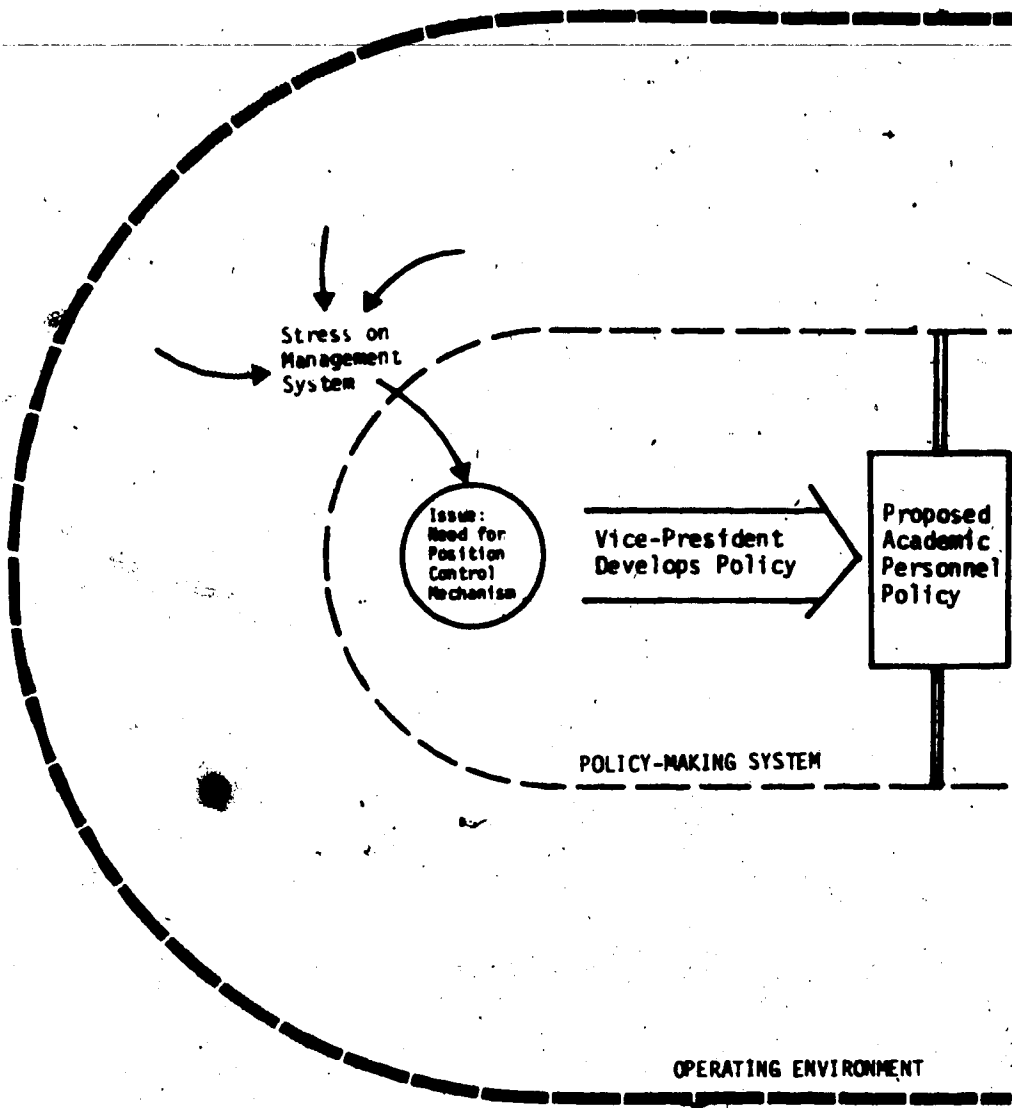 Stress on
Management
System
Issue:
Need for
Position
Control
Mechanism
Vice-President
Develops Policy
Proposed
Academic
Personnel
Policy
POLICY-MAKING SYSTEM
OPERATING ENVIRONMENT